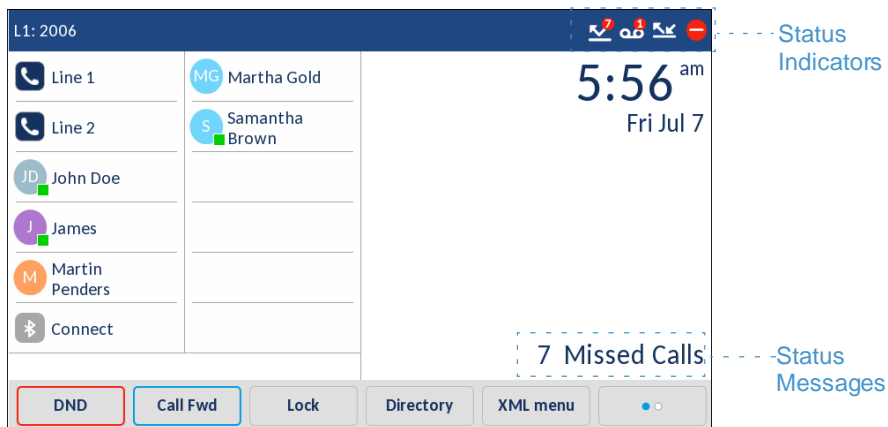 L1: 2006
7
1
Status
Indicators
Line 1
MG Martha Gold
5:56 am
Line 2
S Samantha
Brown
Fri Jul 7
JD John Doe
J James
M Martin
Penders
Connect
7 Missed Calls
Status
Messages
DND
Call Fwd
Lock
Directory
XML menu